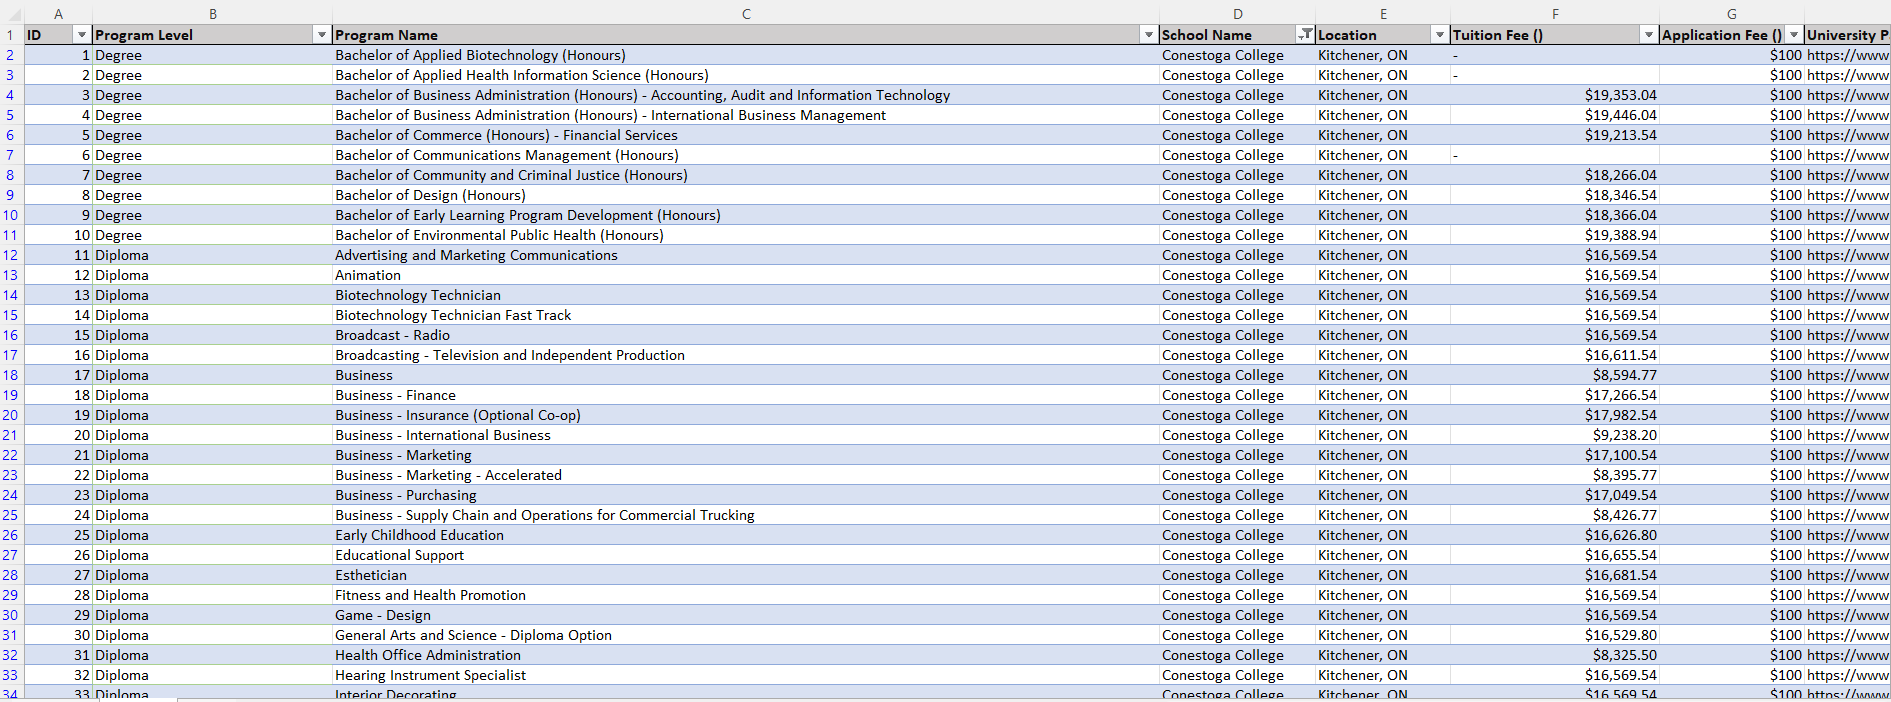 A B C D E F G
1 ID Program Level Program Name School Name Location Tuition Fee () Application Fee () University P
2 1 Degree Bachelor of Applied Biotechnology (Honours) Conestoga College Kitchener, ON - $100 https://www
3 2 Degree Bachelor of Applied Health Information Science (Honours) Conestoga College Kitchener, ON - $100 https://www
4 3 Degree Bachelor of Business Administration (Honours) - Accounting, Audit and Information Technology Conestoga College Kitchener, ON $19,353.04 $100 https://www
5 4 Degree Bachelor of Business Administration (Honours) - International Business Management Conestoga College Kitchener, ON $19,446.04 $100 https://www
6 5 Degree Bachelor of Commerce (Honours) - Financial Services Conestoga College Kitchener, ON $19,213.54 $100 https://www
7 6 Degree Bachelor of Communications Management (Honours) Conestoga College Kitchener, ON - $100 https://www
8 7 Degree Bachelor of Community and Criminal Justice (Honours) Conestoga College Kitchener, ON $18,266.04 $100 https://www
9 8 Degree Bachelor of Design (Honours) Conestoga College Kitchener, ON $18,346.54 $100 https://www
10 9 Degree Bachelor of Early Learning Program Development (Honours) Conestoga College Kitchener, ON $18,366.04 $100 https://www
11 10 Degree Bachelor of Environmental Public Health (Honours) Conestoga College Kitchener, ON $19,388.94 $100 https://www
12 11 Diploma Advertising and Marketing Communications Conestoga College Kitchener, ON $16,569.54 $100 https://www
13 12 Diploma Animation Conestoga College Kitchener, ON $16,569.54 $100 https://www
14 13 Diploma Biotechnology Technician Conestoga College Kitchener, ON $16,569.54 $100 https://www
15 14 Diploma Biotechnology Technician Fast Track Conestoga College Kitchener, ON $16,569.54 $100 https://www
16 15 Diploma Broadcast - Radio Conestoga College Kitchener, ON $16,569.54 $100 https://www
17 16 Diploma Broadcasting - Television and Independent Production Conestoga College Kitchener, ON $16,611.54 $100 https://www
18 17 Diploma Business Conestoga College Kitchener, ON $8,594.77 $100 https://www
19 18 Diploma Business - Finance Conestoga College Kitchener, ON $17,266.54 $100 https://www
20 19 Diploma Business - Insurance (Optional Co-op) Conestoga College Kitchener, ON $17,982.54 $100 https://www
21 20 Diploma Business - International Business Conestoga College Kitchener, ON $9,238.20 $100 https://www
22 21 Diploma Business - Marketing Conestoga College Kitchener, ON $17,100.54 $100 https://www
23 22 Diploma Business - Marketing - Accelerated Conestoga College Kitchener, ON $8,395.77 $100 https://www
24 23 Diploma Business - Purchasing Conestoga College Kitchener, ON $17,049.54 $100 https://www
25 24 Diploma Business - Supply Chain and Operations for Commercial Trucking Conestoga College Kitchener, ON $8,426.77 $100 https://www
26 25 Diploma Early Childhood Education Conestoga College Kitchener, ON $16,626.80 $100 https://www
27 26 Diploma Educational Support Conestoga College Kitchener, ON $16,655.54 $100 https://www
28 27 Diploma Esthetician Conestoga College Kitchener, ON $16,681.54 $100 https://www
29 28 Diploma Fitness and Health Promotion Conestoga College Kitchener, ON $16,569.54 $100 https://www
30 29 Diploma Game - Design Conestoga College Kitchener, ON $16,569.54 $100 https://www
31 30 Diploma General Arts and Science - Diploma Option Conestoga College Kitchener, ON $16,529.80 $100 https://www
32 31 Diploma Health Office Administration Conestoga College Kitchener, ON $8,325.50 $100 https://www
33 32 Diploma Hearing Instrument Specialist Conestoga College Kitchener, ON $16,569.54 $100 https://www
34 33 Diploma Interior Decorating Conestoga College Kitchener, ON $16,569.54 $100 https://www